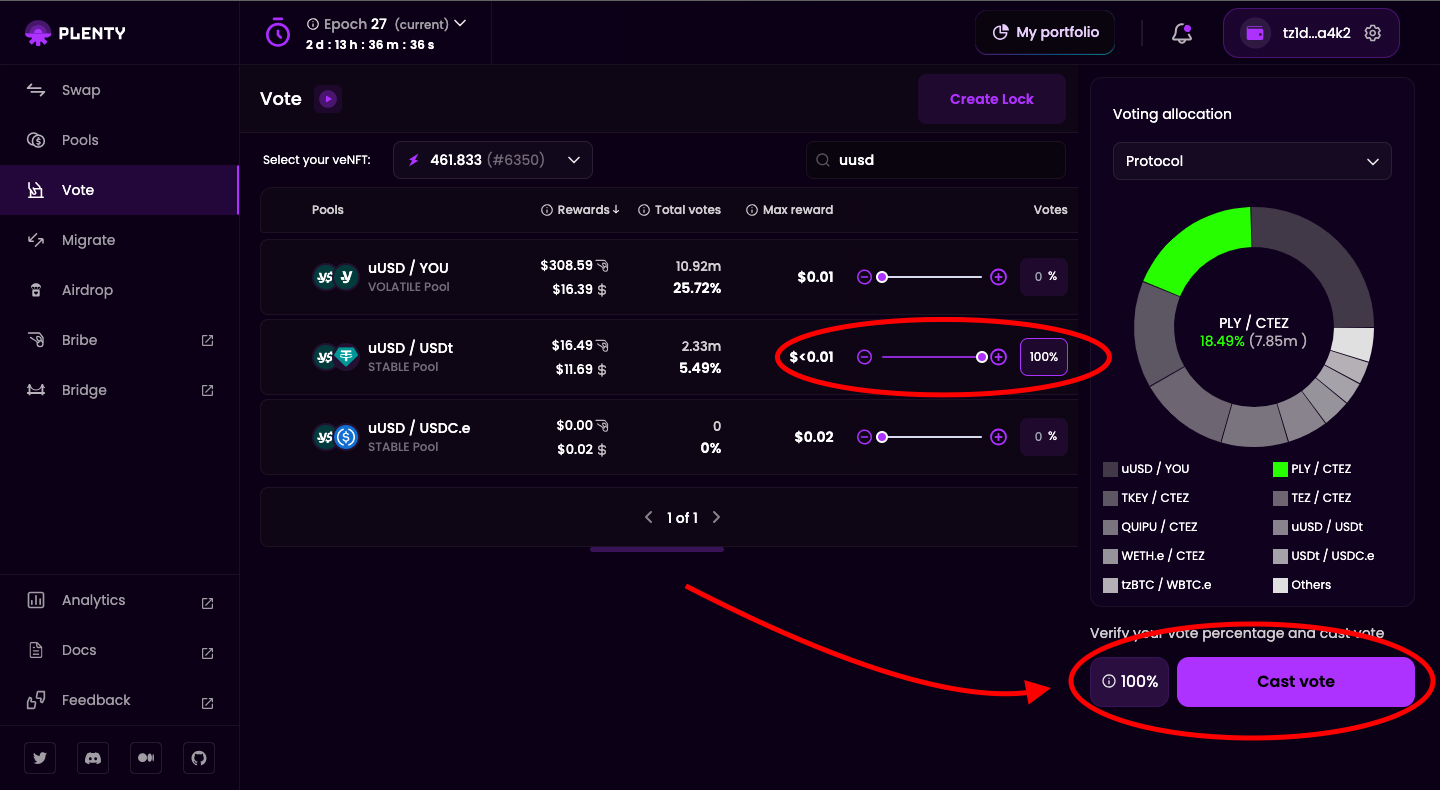 PLENTY
Epoch 27 (current)
2 d : 13 h : 36 m : 36 s
My portfolio
tz1d...a4k2
Swap
Pools
Vote
Migrate
Airdrop
Bribe
Bridge
Analytics
Docs
Feedback
Vote
Create Lock
Select your veNFT:
461.833 (#6350)
uusd
Pools Rewards↓ Total votes Max reward Votes
uUSD / YOU
VOLATILE Pool
$308.59
$16.39 $
10.92m
25.72%
$0.01
0 %
uUSD / USDt
STABLE Pool
$16.49
$11.69 $
2.33m
5.49%
$<0.01
100%
uUSD / USDC.e
STABLE Pool
$0.00
$0.02 $
0
0%
$0.02
0 %
1 of 1
Voting allocation
Protocol
PLY / CTEZ
18.49% (7.85m )
uUSD / YOU
PLY / CTEZ
TKEY / CTEZ
TEZ / CTEZ
QUIPU / CTEZ
uUSD / USDt
WETH.e / CTEZ
USDt / USDC.e
tzBTC / WBTC.e
Others
Verify your vote percentage and cast vote
100%
Cast vote